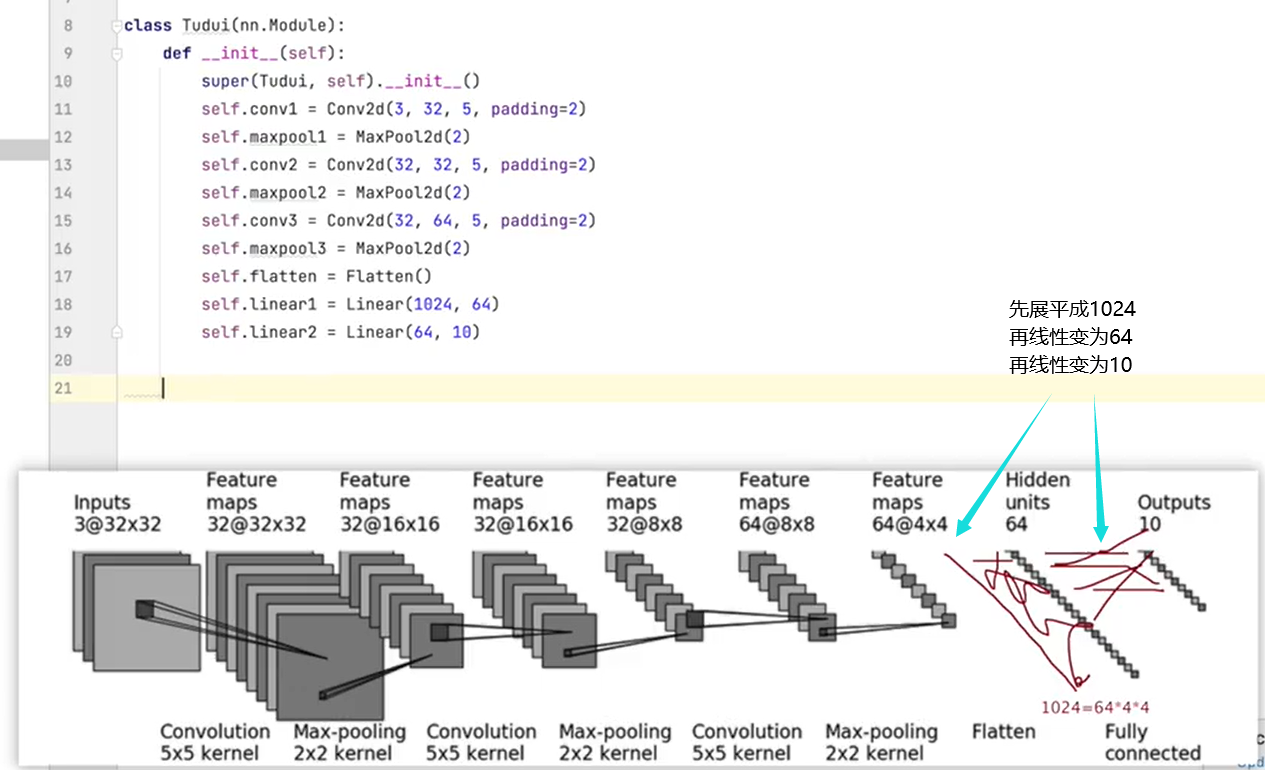 8 class Tudui(nn.Module):
9 def __init__(self):
10 super(Tudui, self).__init__()
11 self.conv1 = Conv2d(3, 32, 5, padding=2)
12 self.maxpool1 = MaxPool2d(2)
13 self.conv2 = Conv2d(32, 32, 5, padding=2)
14 self.maxpool2 = MaxPool2d(2)
15 self.conv3 = Conv2d(32, 64, 5, padding=2)
16 self.maxpool3 = MaxPool2d(2)
17 self.flatten = Flatten()
18 self.linear1 = Linear(1024, 64)
19 self.linear2 = Linear(64, 10)
20
21
先展平成1024
再线性变为64
再线性变为10
Inputs
3@32x32
Feature
maps
32@32x32
Feature
maps
32@16x16
Feature
maps
32@16x16
Feature
maps
32@8x8
Feature
maps
64@8x8
Feature
maps
64@4x4
Hidden
units
64
Outputs
10
1024=64*4*4
Convolution
5x5 kernel
Max-pooling
2x2 kernel
Convolution
5x5 kernel
Max-pooling
2x2 kernel
Convolution
5x5 kernel
Max-pooling
2x2 kernel
Flatten
Fully
connected